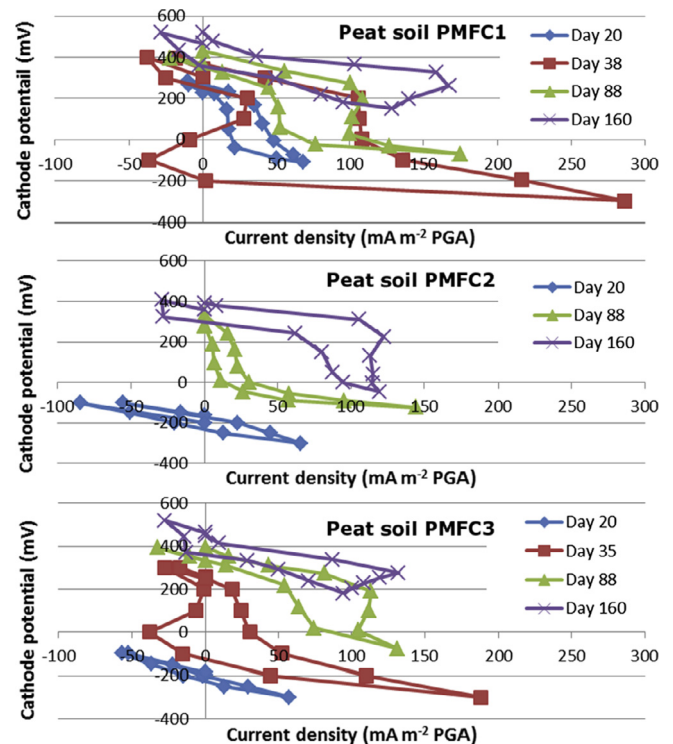 Peat soil PMFC1
Cathode potentail (mV)
600
400
200
0
-200
-400
-100 -50 0 50 100 150 200 250 300
Current density (mA m-2 PGA)
Day 20
Day 38
Day 88
Day 160
Peat soil PMFC2
Cathode potential (mV)
600
400
200
0
-200
-400
-100 -50 0 50 100 150 200 250 300
Current density (mA m-2 PGA)
Day 20
Day 88
Day 160
Peat soil PMFC3
Cathode potential (mV)
600
400
200
0
-200
-400
-100 -50 0 50 100 150 200 250 300
Current density (mA m-2 PGA)
Day 20
Day 35
Day 88
Day 160